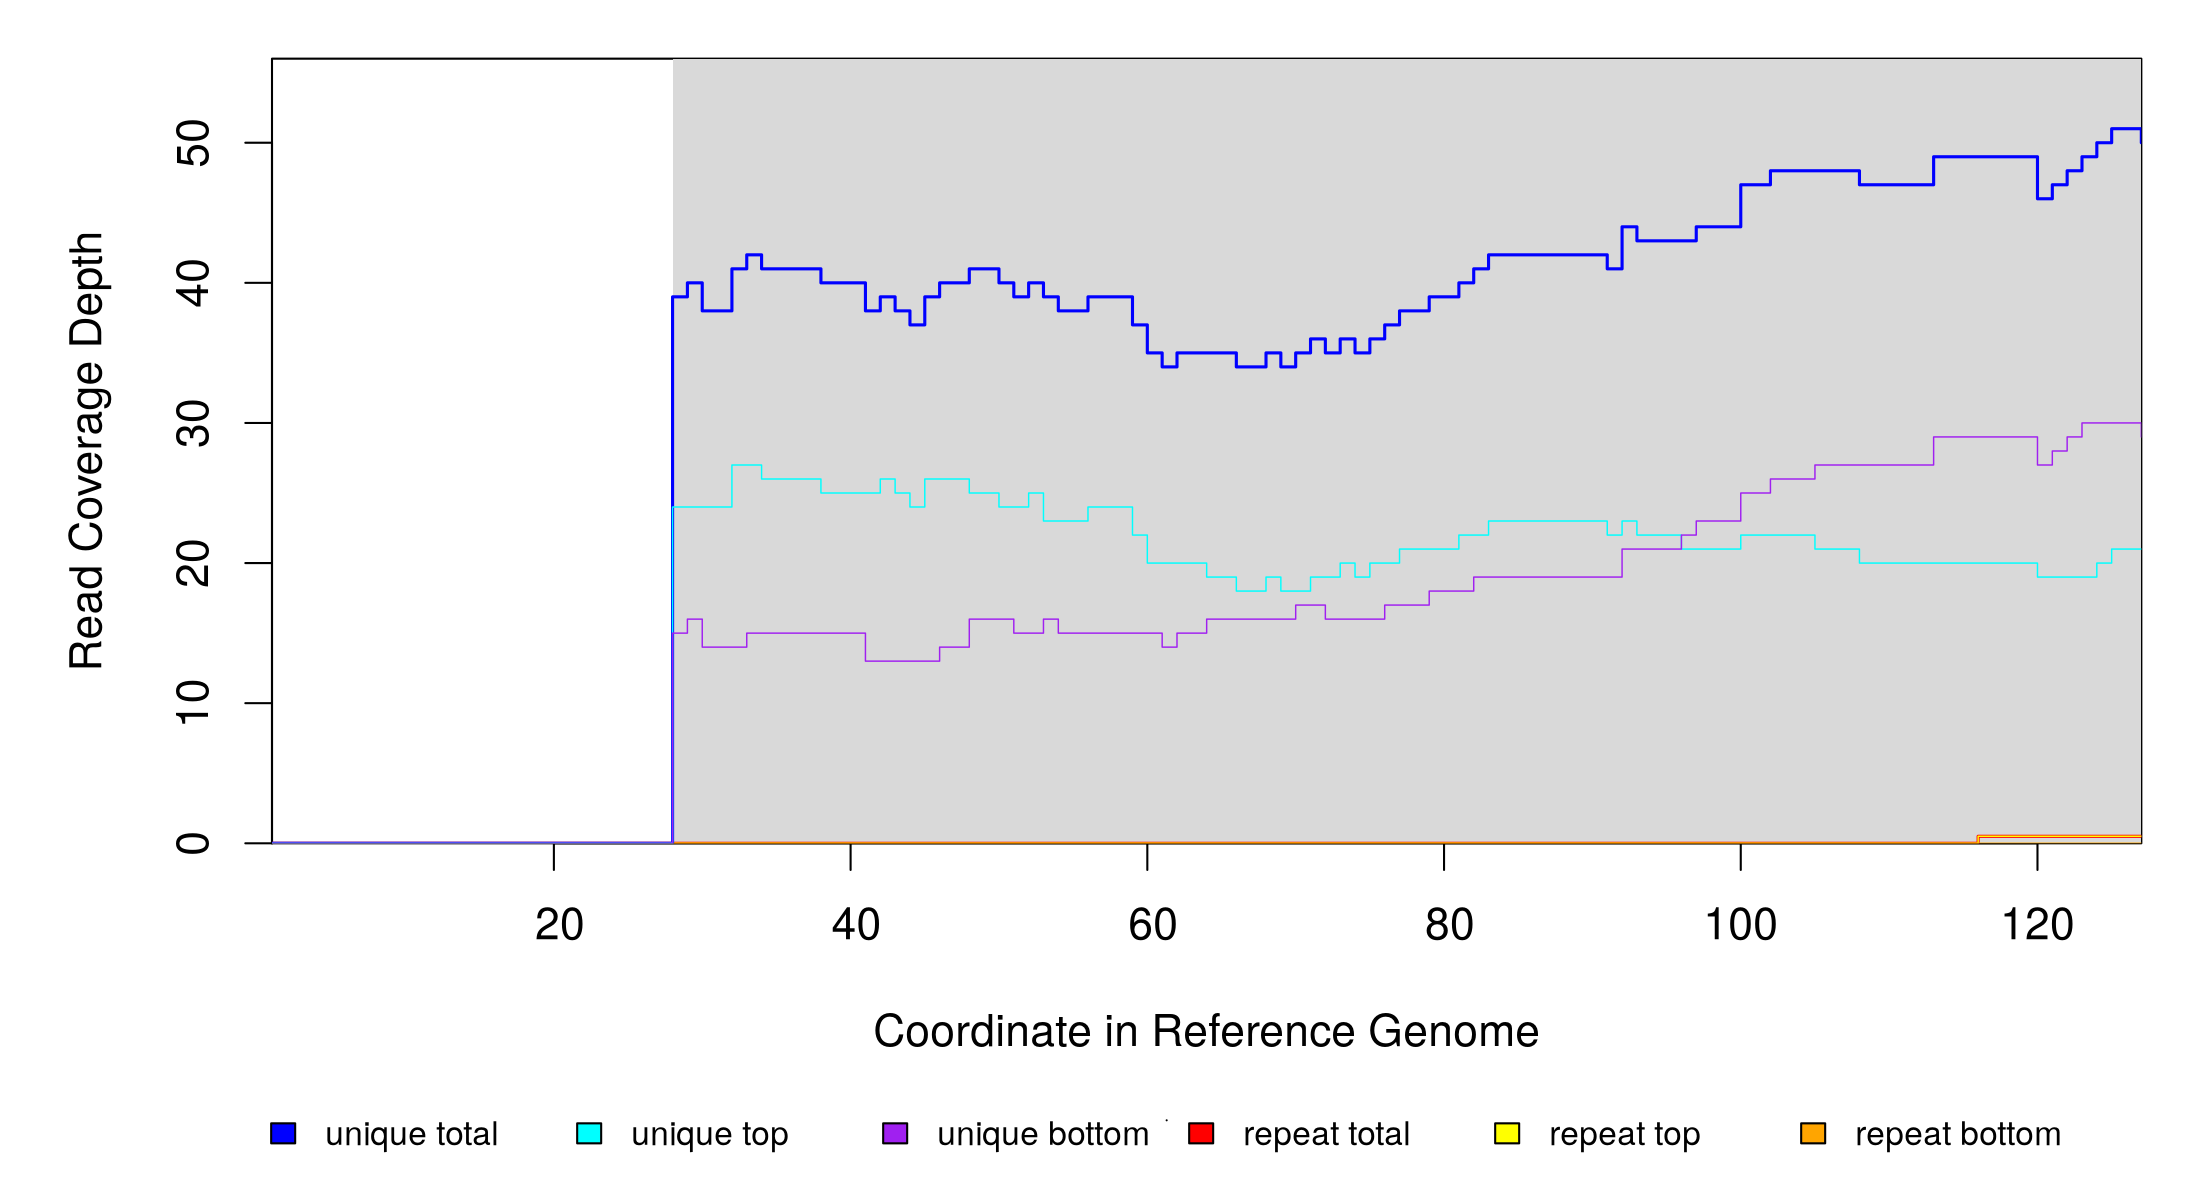 Read Coverage Depth
50
40
30
20
10
0
20 40 60 80 100 120
Coordinate in Reference Genome
unique total unique top unique bottom repeat total repeat top repeat bottom